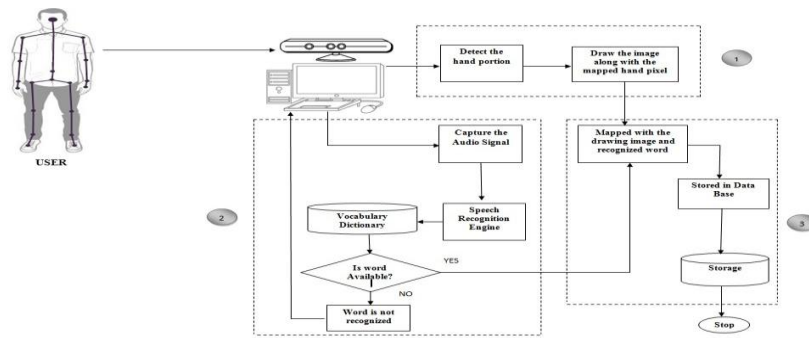 USER
Detect the
hand portion
Draw the image
along with the
mapped hand pixel
1
Capture the
Audio Signal
Speech
Recognition
Engine
Vocabulary
Dictionary
2
Is word
Available?
YES
NO
Word is not
recognized
Mapped with the
drawing image and
recognized word
Stored in Data
Base
3
Storage
Stop